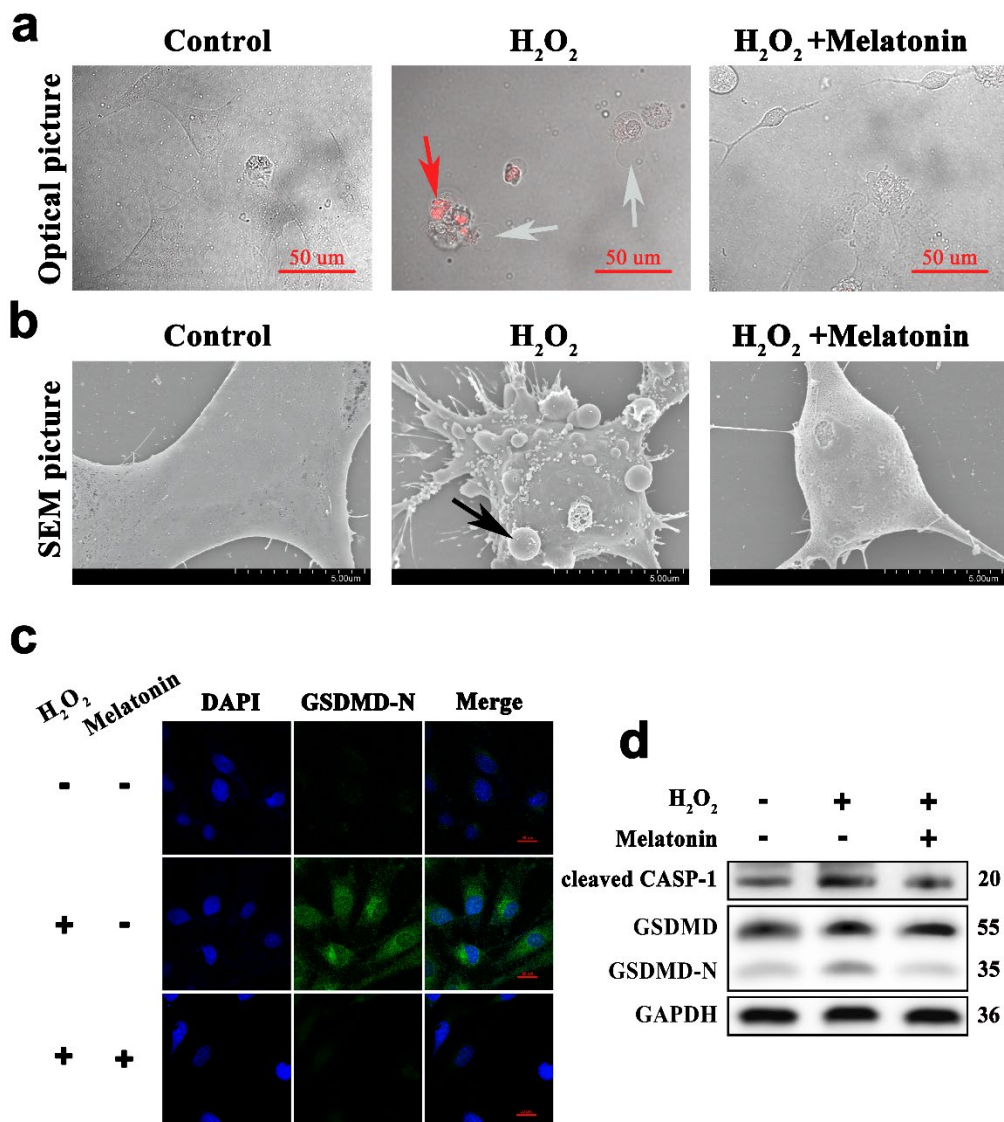 a
Control
H₂O₂
H₂O₂ +Melatonin
Optical picture
50 um
50 um
50 um
b
Control
H₂O₂
H₂O₂ +Melatonin
SEM picture
5.00um
5.00um
5.00um
c
H₂O₂
Melatonin
DAPI
GSDMD-N
Merge
- -
+ -
+ +
d
H₂O₂ - + +
Melatonin - - +
cleaved CASP-1 20
GSDMD 55
GSDMD-N 35
GAPDH 36